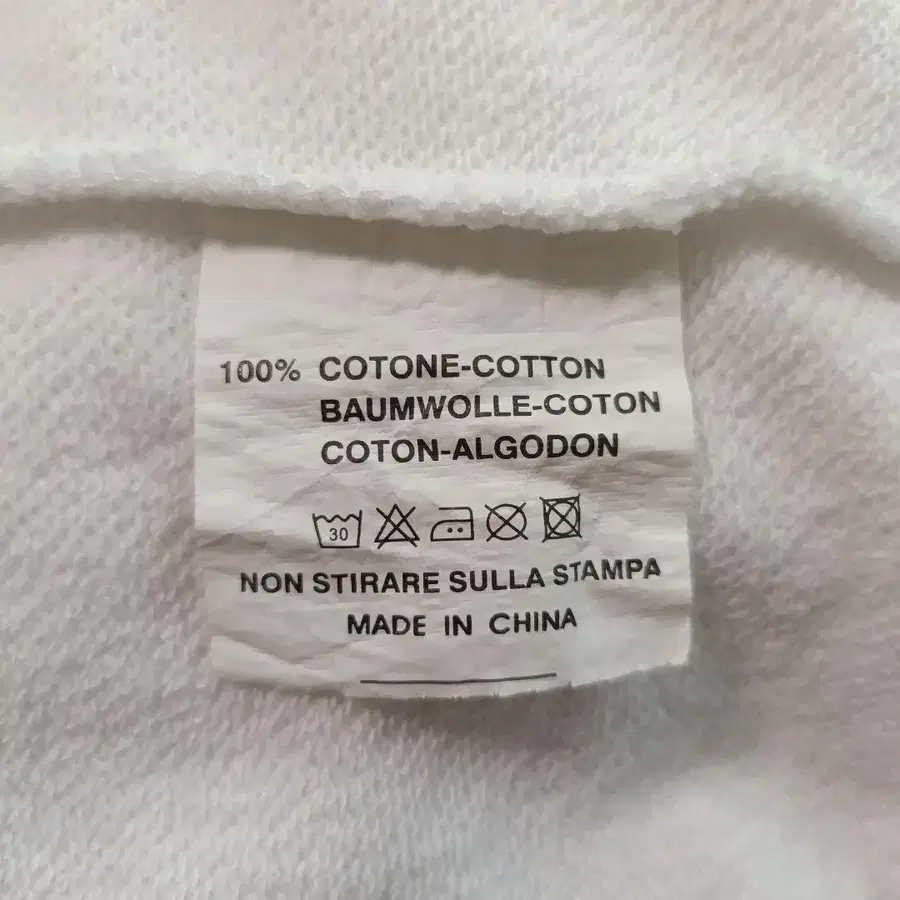 100% COTONE-COTTON
BAUMWOLLE-COTON
COTON-ALGODON
30
NON STIRARE SULLA STAMPA
MADE IN CHINA